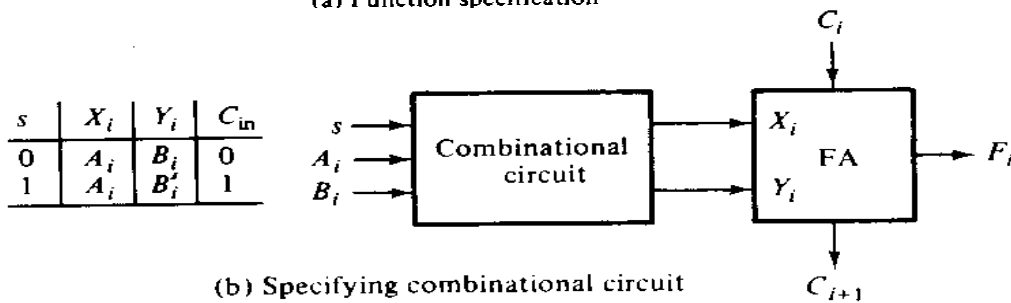 (a) Function specification
C_i
s X_i Y_i C_in
0 A_i B_i 0
1 A_i B_i' 1
s
A_i
B_i
Combinational
circuit
X_i
Y_i
FA
F_i
C_{i+1}
(b) Specifying combinational circuit